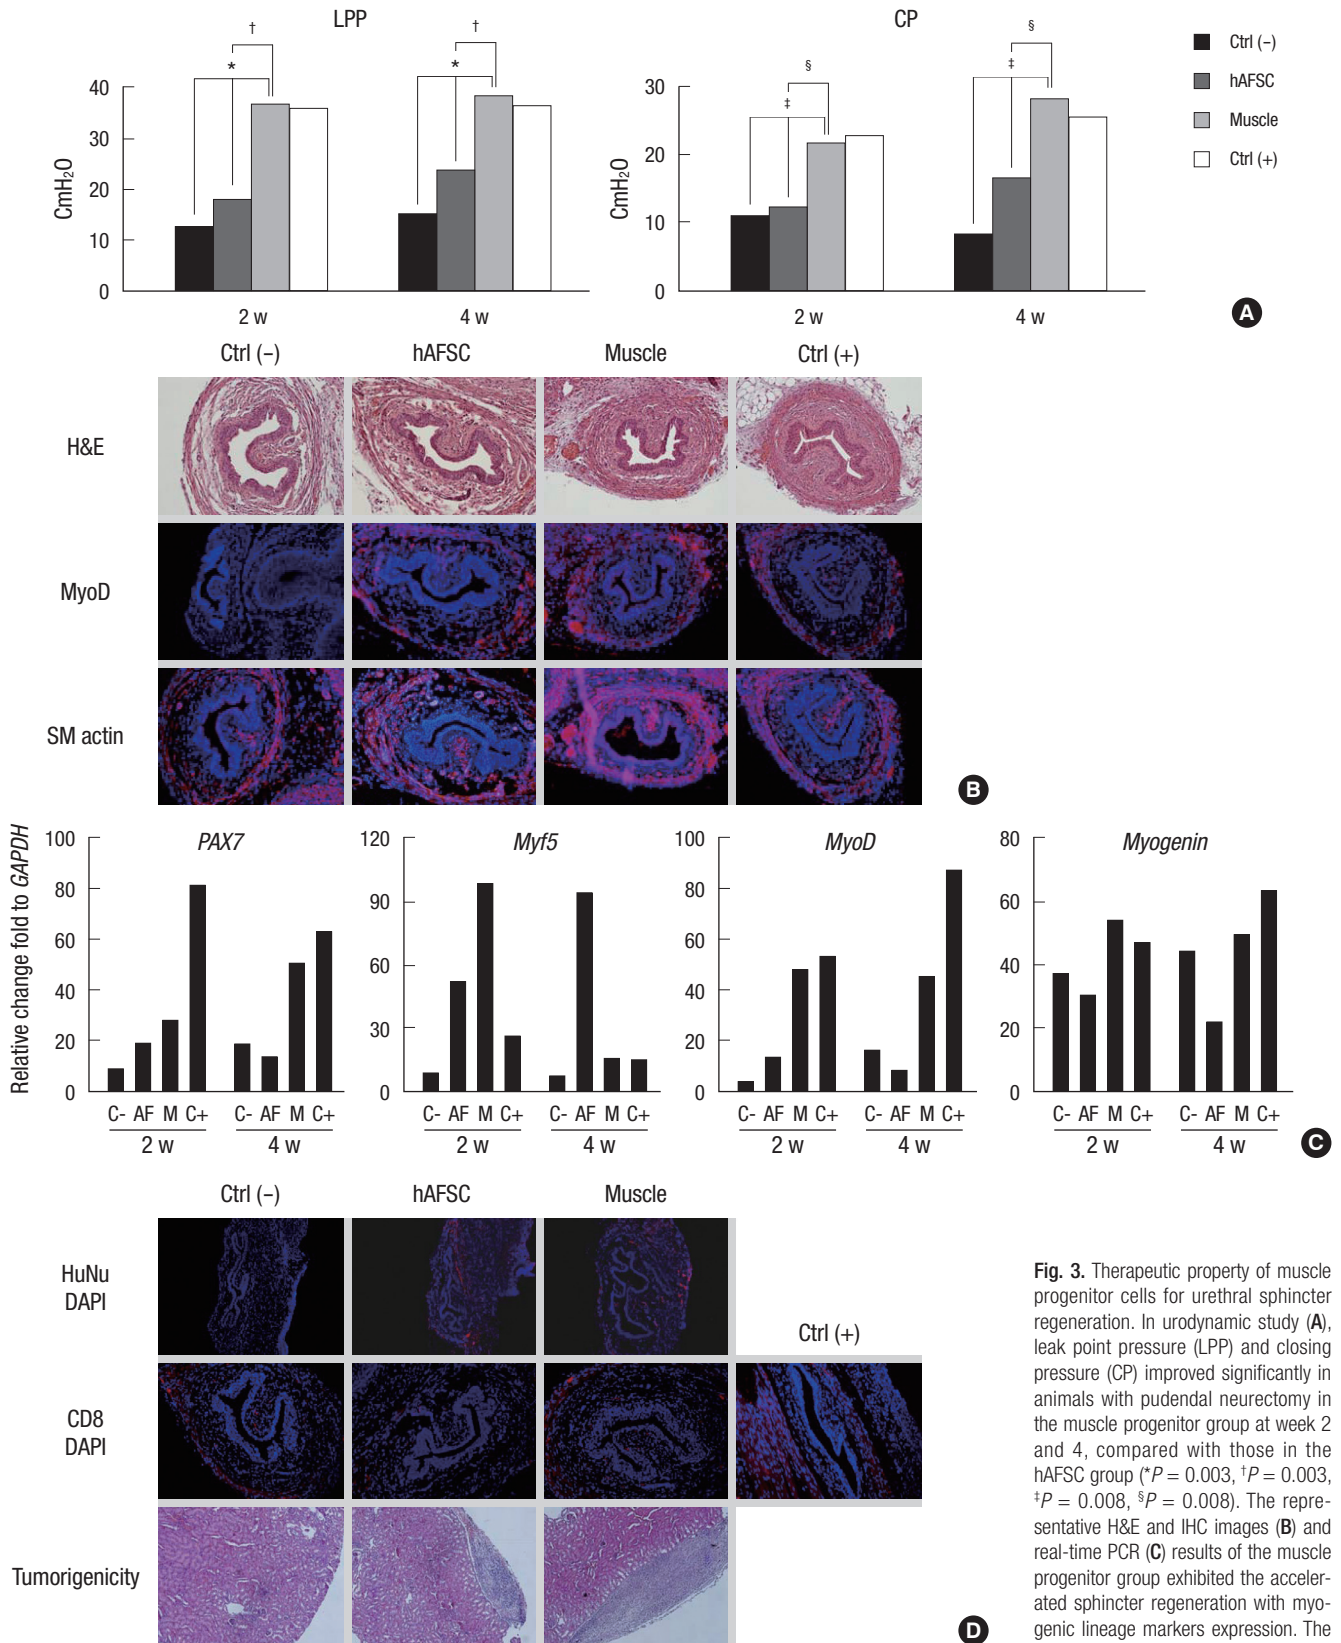 LPP
CP
† † § §
* * ‡ ‡
CmH₂O
40
30
20
10
0
2 w 4 w
CmH₂O
30
20
10
0
2 w 4 w
Ctrl (–)
hAFSC
Muscle
Ctrl (+)
A
Ctrl (–) hAFSC Muscle Ctrl (+)
H&E
MyoD
SM actin
B
Relative change fold to GAPDH
PAX7
100
80
60
40
20
0
C- AF M C+ C- AF M C+
2 w 4 w
Myf5
120
90
60
30
0
C- AF M C+ C- AF M C+
2 w 4 w
MyoD
100
80
60
40
20
0
C- AF M C+ C- AF M C+
2 w 4 w
Myogenin
80
60
40
20
0
C- AF M C+ C- AF M C+
2 w 4 w
C
Ctrl (–) hAFSC Muscle
HuNu
DAPI
Ctrl (+)
CD8
DAPI
Tumorigenicity
D
Fig. 3. Therapeutic property of muscle
progenitor cells for urethral sphincter
regeneration. In urodynamic study (A),
leak point pressure (LPP) and closing
pressure (CP) improved significantly in
animals with pudendal neurectomy in
the muscle progenitor group at week 2
and 4, compared with those in the
hAFSC group (*P = 0.003, †P = 0.003,
‡P = 0.008, §P = 0.008). The repre-
sentative H&E and IHC images (B) and
real-time PCR (C) results of the muscle
progenitor group exhibited the acceler-
ated sphincter regeneration with myo-
genic lineage markers expression. The